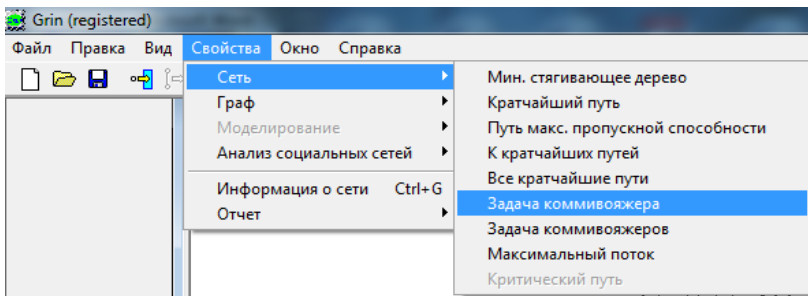 Grin (registered)
Файл Правка Вид Свойства Окно Справка
Сеть
Граф
Моделирование
Анализ социальных сетей
Информация о сети Ctrl+G
Отчет
Мин. стягивающее дерево
Кратчайший путь
Путь макс. пропускной способности
К кратчайших путей
Все кратчайшие пути
Задача коммивояжера
Задача коммивояжеров
Максимальный поток
Критический путь